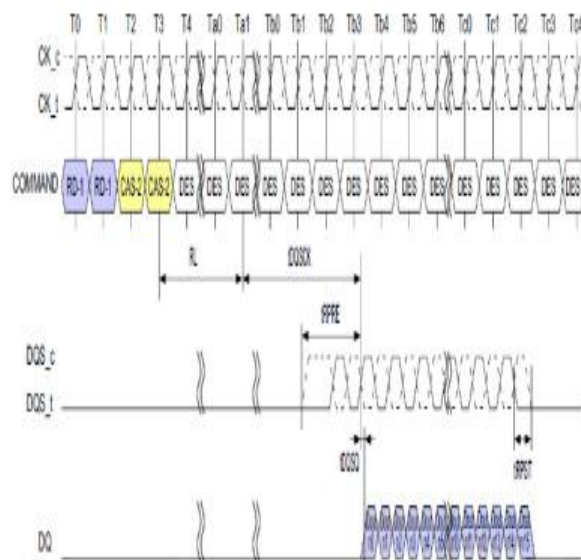 T0 T1 T2 T3 T4 Ta0 Ta1 Tb0 Tb1 Tb2 Tb3 Tb4 Tb5 Tb6 Tc0 Tc1 Tc2 Tc3 Tc4
CK_c
CK_t
COMMAND RD-1 RD-1 CAS-2 CAS-2 DES DES DES DES DES DES DES DES DES DES DES DES DES DES DES
RL tDQSCK
tRPRE
DQS_c
DQS_t
tDQSQ tRPST
DQ